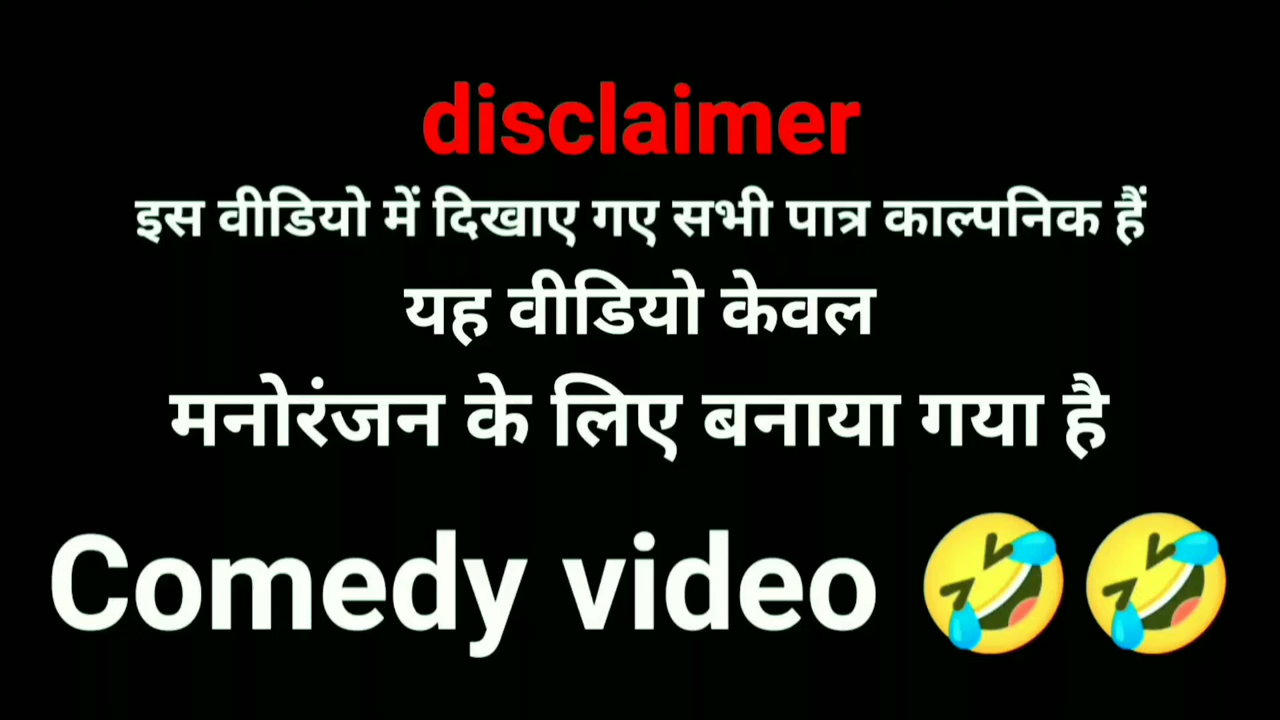 disclaimer
इस वीडियो में दिखाए गए सभी पात्र काल्पनिक हैं
यह वीडियो केवल
मनोरंजन के लिए बनाया गया है
Comedy video 🤣🤣